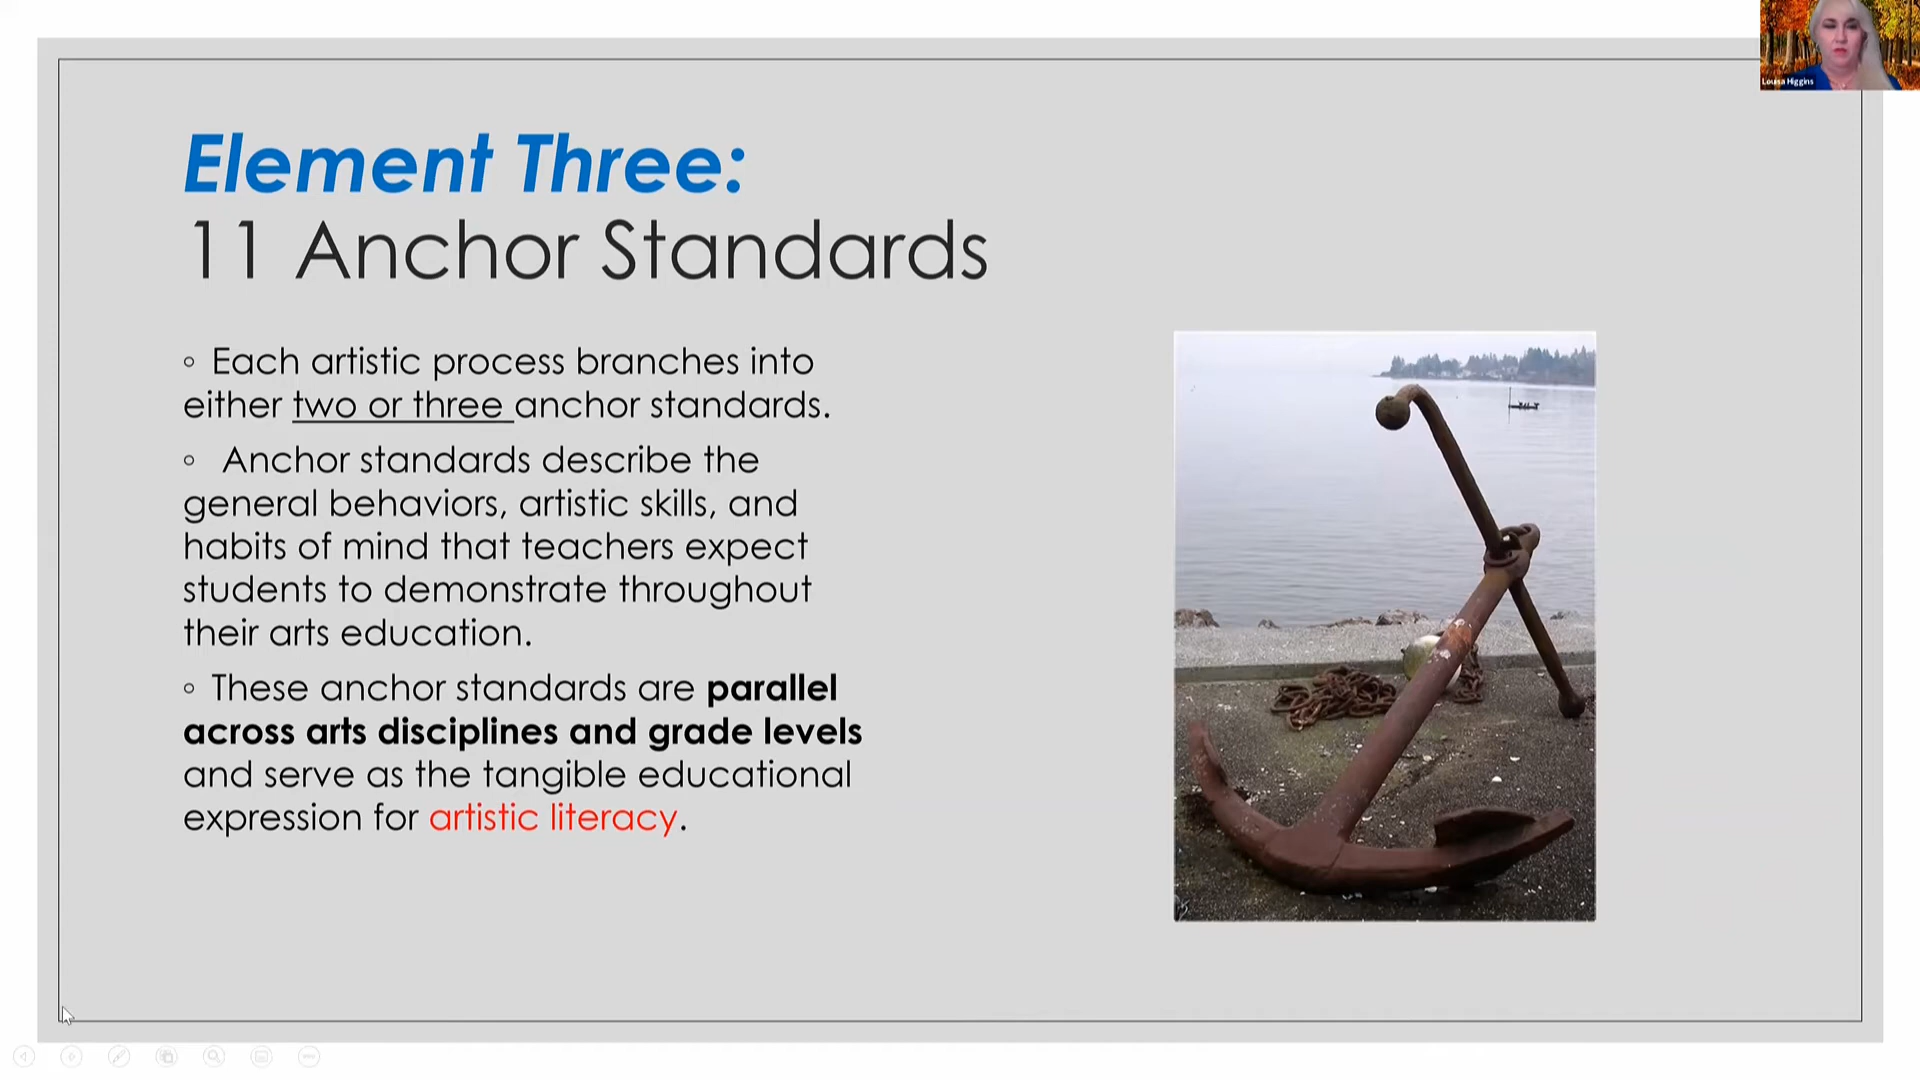 Element Three:
11 Anchor Standards
◦ Each artistic process branches into
either two or three anchor standards.
◦ Anchor standards describe the
general behaviors, artistic skills, and
habits of mind that teachers expect
students to demonstrate throughout
their arts education.
◦ These anchor standards are parallel
across arts disciplines and grade levels
and serve as the tangible educational
expression for artistic literacy.
Louisa Higgins